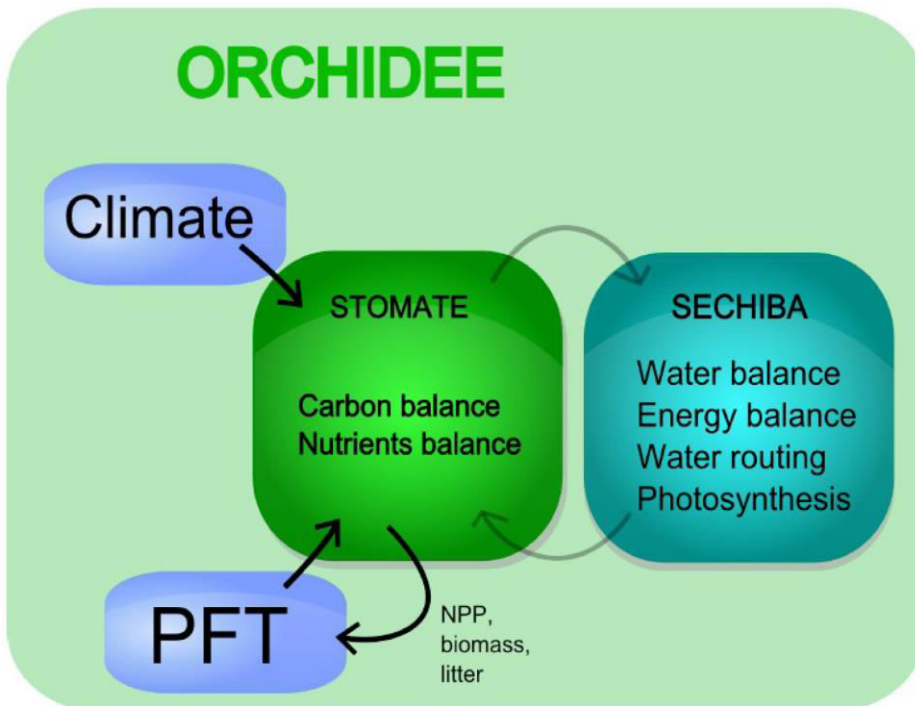 ORCHIDEE
Climate
STOMATE
Carbon balance
Nutrients balance
SECHIBA
Water balance
Energy balance
Water routing
Photosynthesis
PFT
NPP,
biomass,
litter